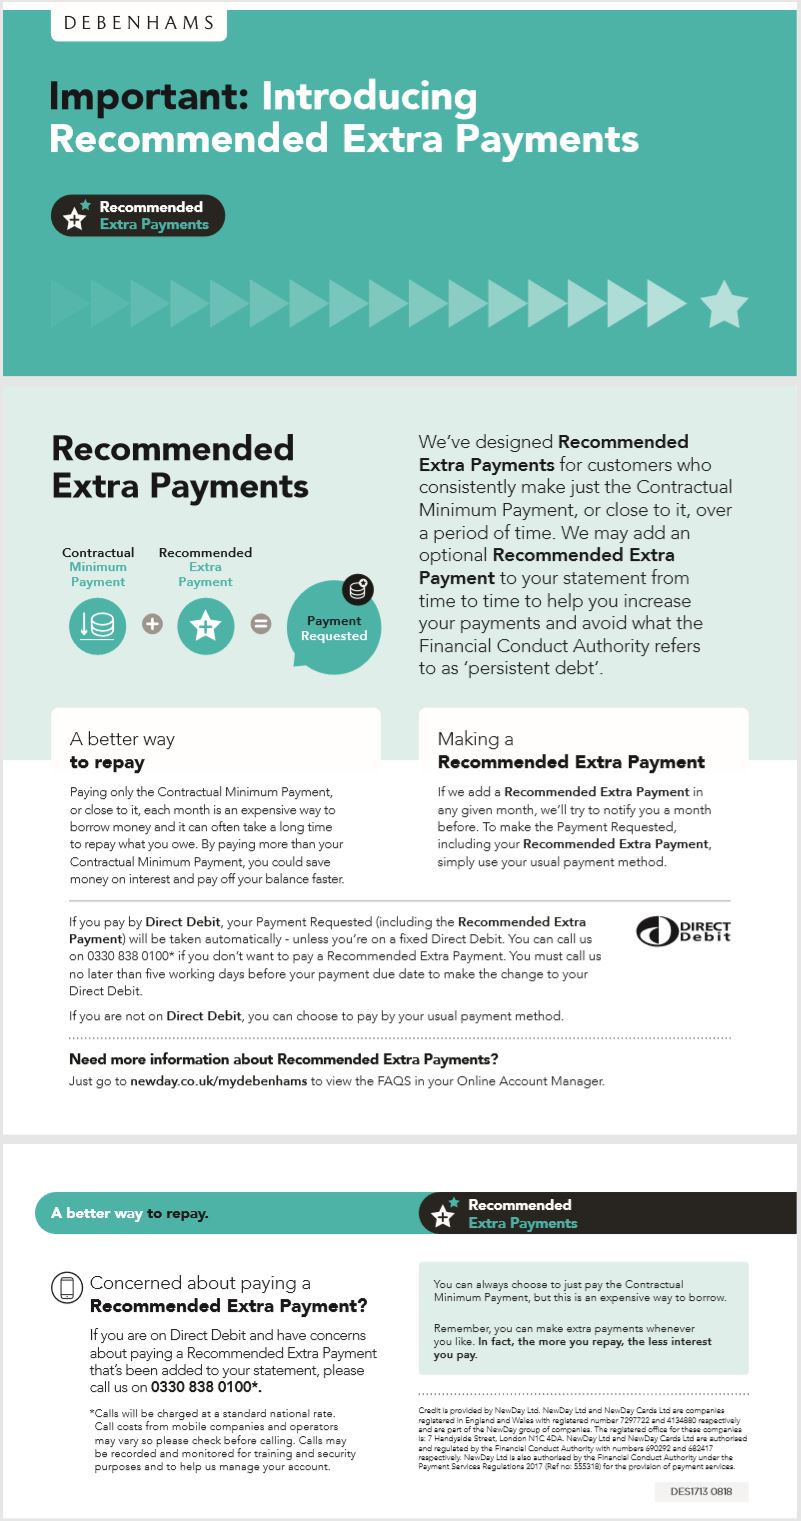 DEBENHAMS
Important: Introducing
Recommended Extra Payments
Recommended
Extra Payments
Recommended
Extra Payments
Contractual
Minimum
Payment
Recommended
Extra
Payment
+
=
Payment
Requested
We've designed Recommended
Extra Payments for customers who
consistently make just the Contractual
Minimum Payment, or close to it, over
a period of time. We may add an
optional Recommended Extra
Payment to your statement from
time to time to help you increase
your payments and avoid what the
Financial Conduct Authority refers
to as 'persistent debt'.
A better way
to repay
Paying only the Contractual Minimum Payment,
or close to it, each month is an expensive way to
borrow money and it can often take a long time
to repay what you owe. By paying more than your
Contractual Minimum Payment, you could save
money on interest and pay off your balance faster.
Making a
Recommended Extra Payment
If we add a Recommended Extra Payment in
any given month, we'll try to notify you a month
before. To make the Payment Requested,
including your Recommended Extra Payment,
simply use your usual payment method.
If you pay by Direct Debit, your Payment Requested (including the Recommended Extra
Payment) will be taken automatically - unless you're on a fixed Direct Debit. You can call us
on 0330 838 0100* if you don't want to pay a Recommended Extra Payment. You must call us
no later than five working days before your payment due date to make the change to your
Direct Debit.
DIRECT
Debit
If you are not on Direct Debit, you can choose to pay by your usual payment method.
Need more information about Recommended Extra Payments?
Just go to newday.co.uk/mydebenhams to view the FAQS in your Online Account Manager.
A better way to repay.
Recommended
Extra Payments
Concerned about paying a
Recommended Extra Payment?
If you are on Direct Debit and have concerns
about paying a Recommended Extra Payment
that's been added to your statement, please
call us on 0330 838 0100*.
*Calls will be charged at a standard national rate.
Call costs from mobile companies and operators
may vary so please check before calling. Calls may
be recorded and monitored for training and security
purposes and to help us manage your account.
You can always choose to just pay the Contractual
Minimum Payment, but this is an expensive way to borrow.
Remember, you can make extra payments whenever
you like. In fact, the more you repay, the less interest
you pay.
Credit is provided by NewDay Ltd. NewDay Ltd and NewDay Cards Ltd are companies
registered in England and Wales with registered number 7297722 and 4134880 respectively
and are part of the NewDay group of companies. The registered office for these companies
is: 7 Handyside Street, London N1C 4DA. NewDay Ltd and NewDay Cards Ltd are authorised
and regulated by the Financial Conduct Authority with numbers 690292 and 682417
respectively. NewDay Ltd is also authorised by the Financial Conduct Authority under the
Payment Services Regulations 2017 (Ref no: 555318) for the provision of payment services.
DES1713 0818